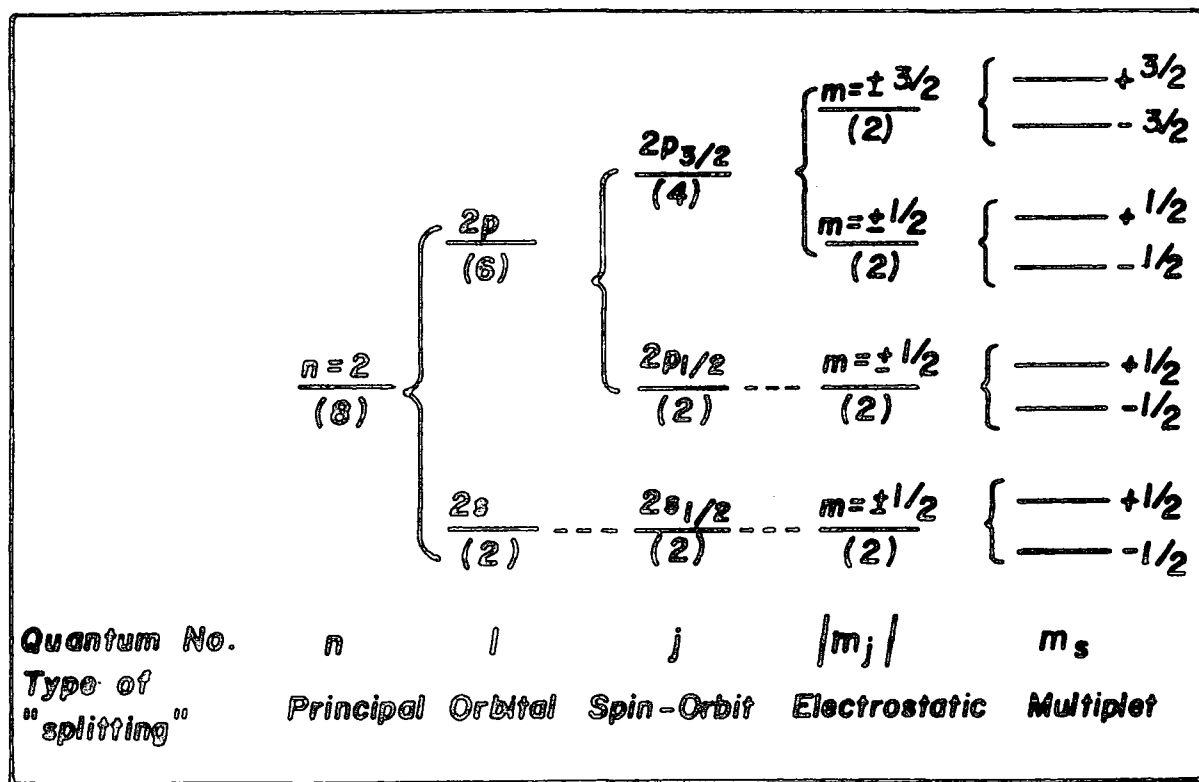 m = ± 3/2
(2)
+ 3/2
- 3/2
2p3/2
(4)
2p
(6)
m = ± 1/2
(2)
+ 1/2
- 1/2
n = 2
(8)
2p1/2
(2)
m = ± 1/2
(2)
+ 1/2
- 1/2
2s
(2)
2s1/2
(2)
m = ± 1/2
(2)
+ 1/2
- 1/2
Quantum No. n l j |mj| ms
Type of "splitting" Principal Orbital Spin-Orbit Electrostatic Multiplet